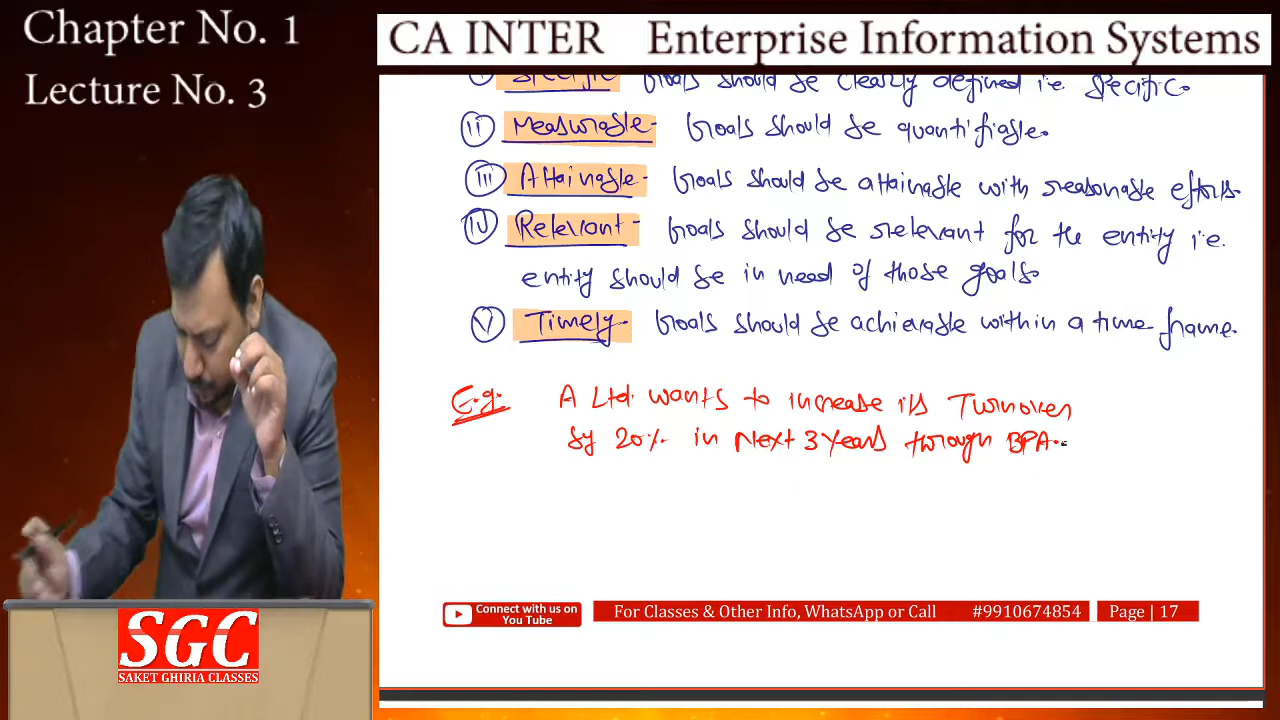 Chapter No. 1
Lecture No. 3
CA INTER Enterprise Information Systems
Specific Goals should be clearly defined i.e. specific.
ii Measurable - Goals should be quantifiable.
iii Attainable - Goals should be attainable with reasonable efforts.
iv Relevant - Goals should be relevant for the entity i.e.
entity should be in need of those goals.
v Timely - Goals should be achievable within a time frame.
E.g. A Ltd. wants to increase its Turnover
by 20% in Next 3 Years through BPA.
Connect with us on
You Tube
For Classes & Other Info, WhatsApp or Call #9910674854 Page | 17
SGC
SAKET GHIRIA CLASSES